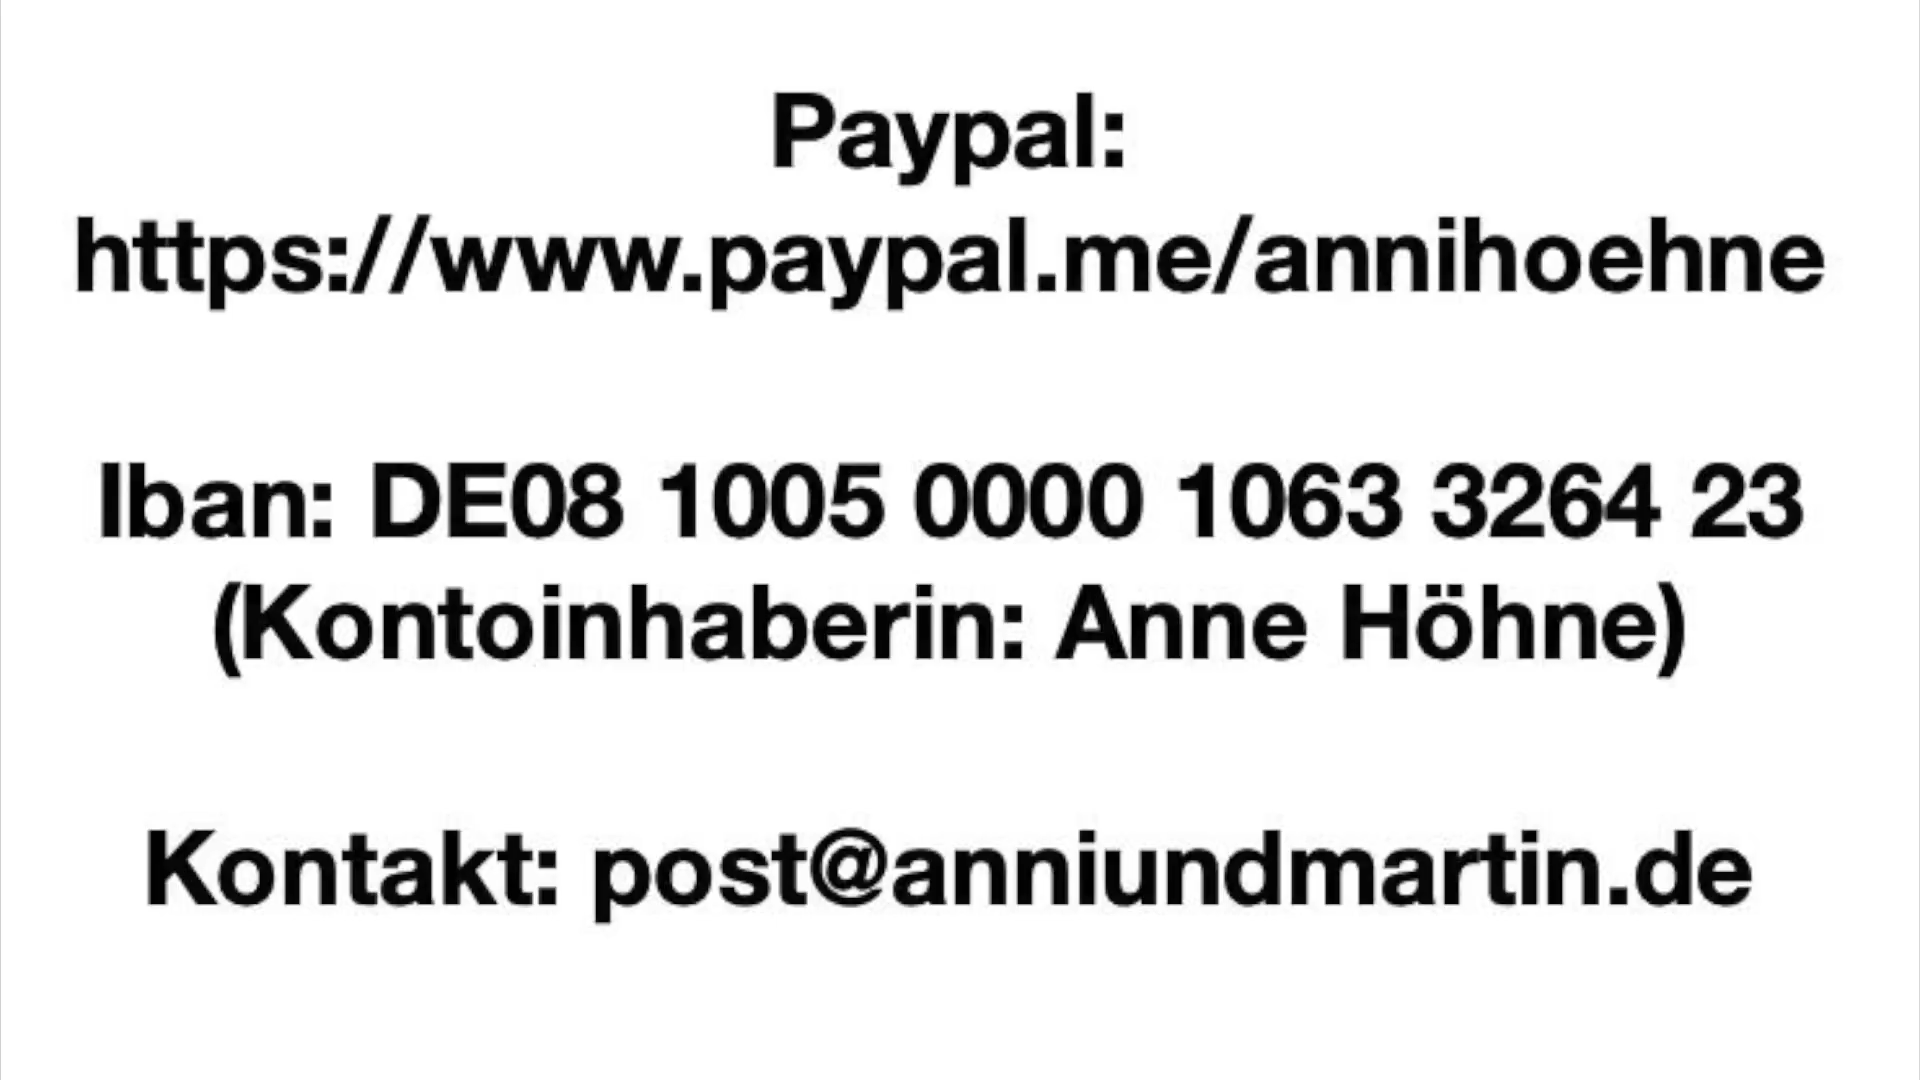 Paypal:
https://www.paypal.me/annihoehne
Iban: DE08 1005 0000 1063 3264 23
(Kontoinhaberin: Anne Höhne)
Kontakt: post@anniundmartin.de